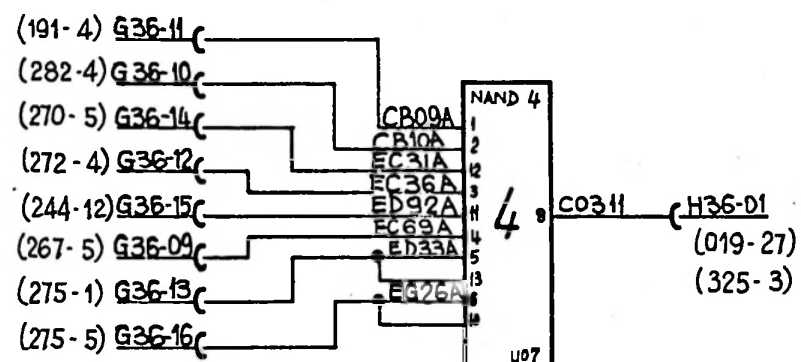 (191-4) G36-11
(282-4) G36-10
(270-5) G36-14
(272-4) G36-12
(244-12) G36-15
(267-5) G36-09
(275-1) G36-13
(275-5) G36-16
NAND 4
CB09A 1
CB10A 2
EC31A 12
EC36A 3
ED92A 11
EC69A 4
ED33A 5
13
EG26A 6
10
4
8 C0311 H36-01
(019-27)
(325-3)
U07